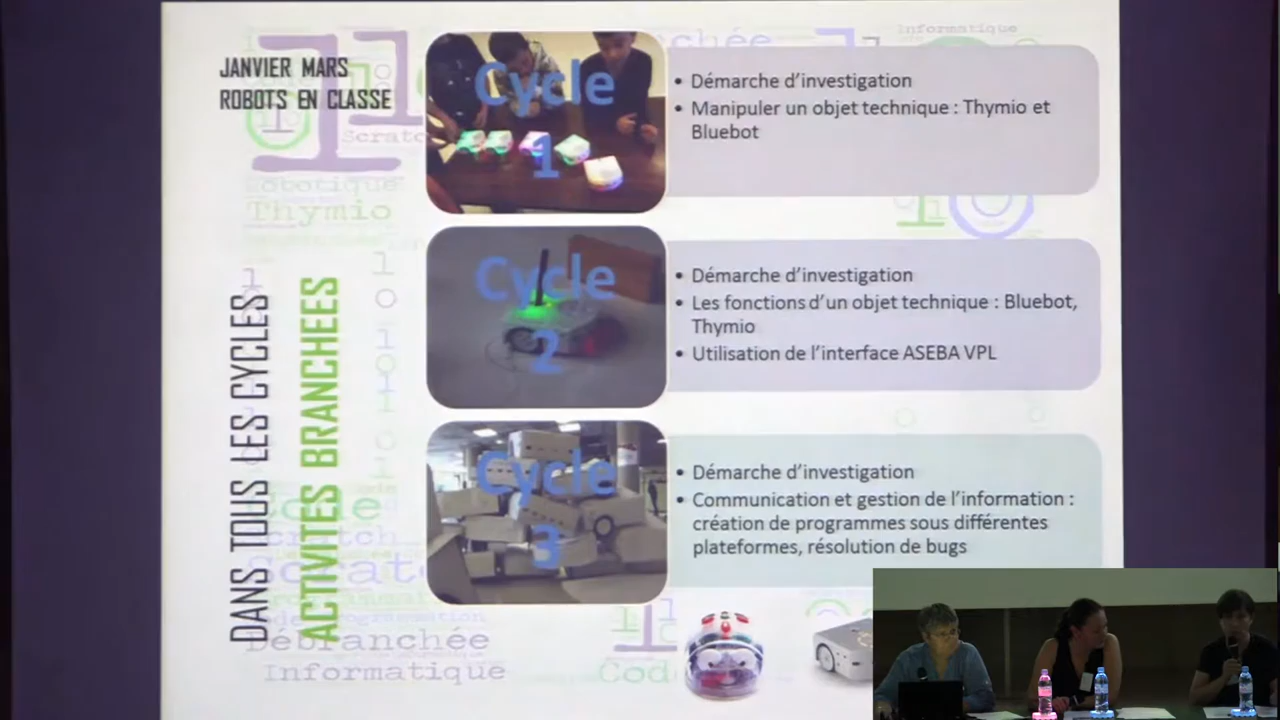 JANVIER MARS
ROBOTS EN CLASSE
DANS TOUS LES CYCLES
ACTIVITES BRANCHEES
Cycle
1
• Démarche d’investigation
• Manipuler un objet technique : Thymio et
Bluebot
Cycle
2
• Démarche d’investigation
• Les fonctions d’un objet technique : Bluebot,
Thymio
• Utilisation de l’interface ASEBA VPL
Cycle
3
• Démarche d’investigation
• Communication et gestion de l’information :
création de programmes sous différentes
plateformes, résolution de bugs
Informatique
Robotique
Thymio
Code
Débranchée
Informatique
Code